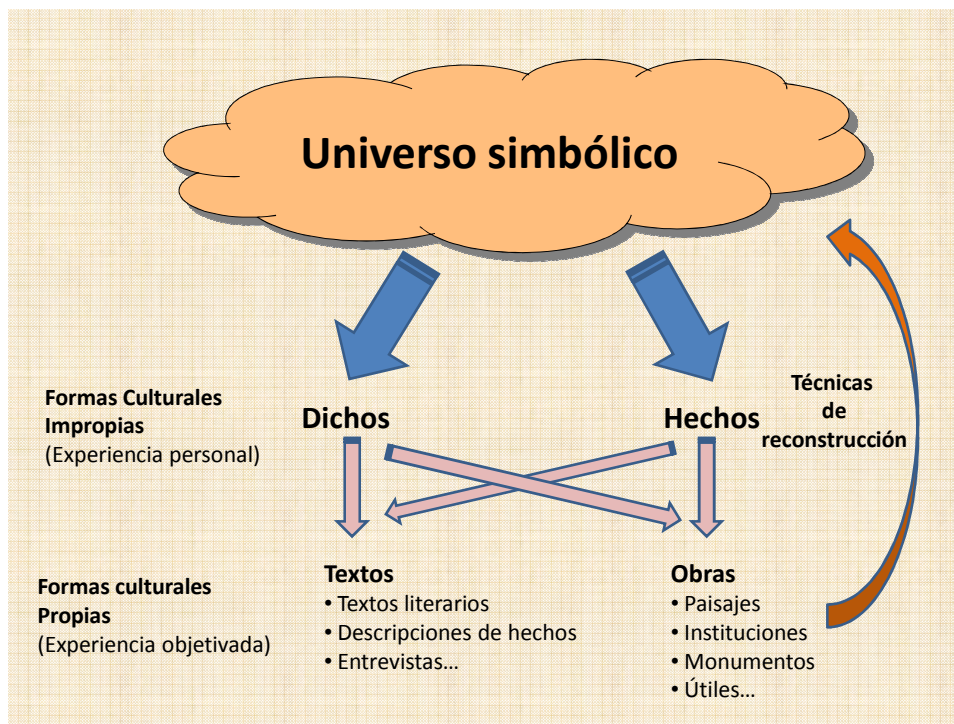 Universo simbólico
Formas Culturales
Impropias
(Experiencia personal)
Dichos
Hechos
Técnicas
de
reconstrucción
Formas culturales
Propias
(Experiencia objetivada)
Textos
• Textos literarios
• Descripciones de hechos
• Entrevistas…
Obras
• Paisajes
• Instituciones
• Monumentos
• Útiles…